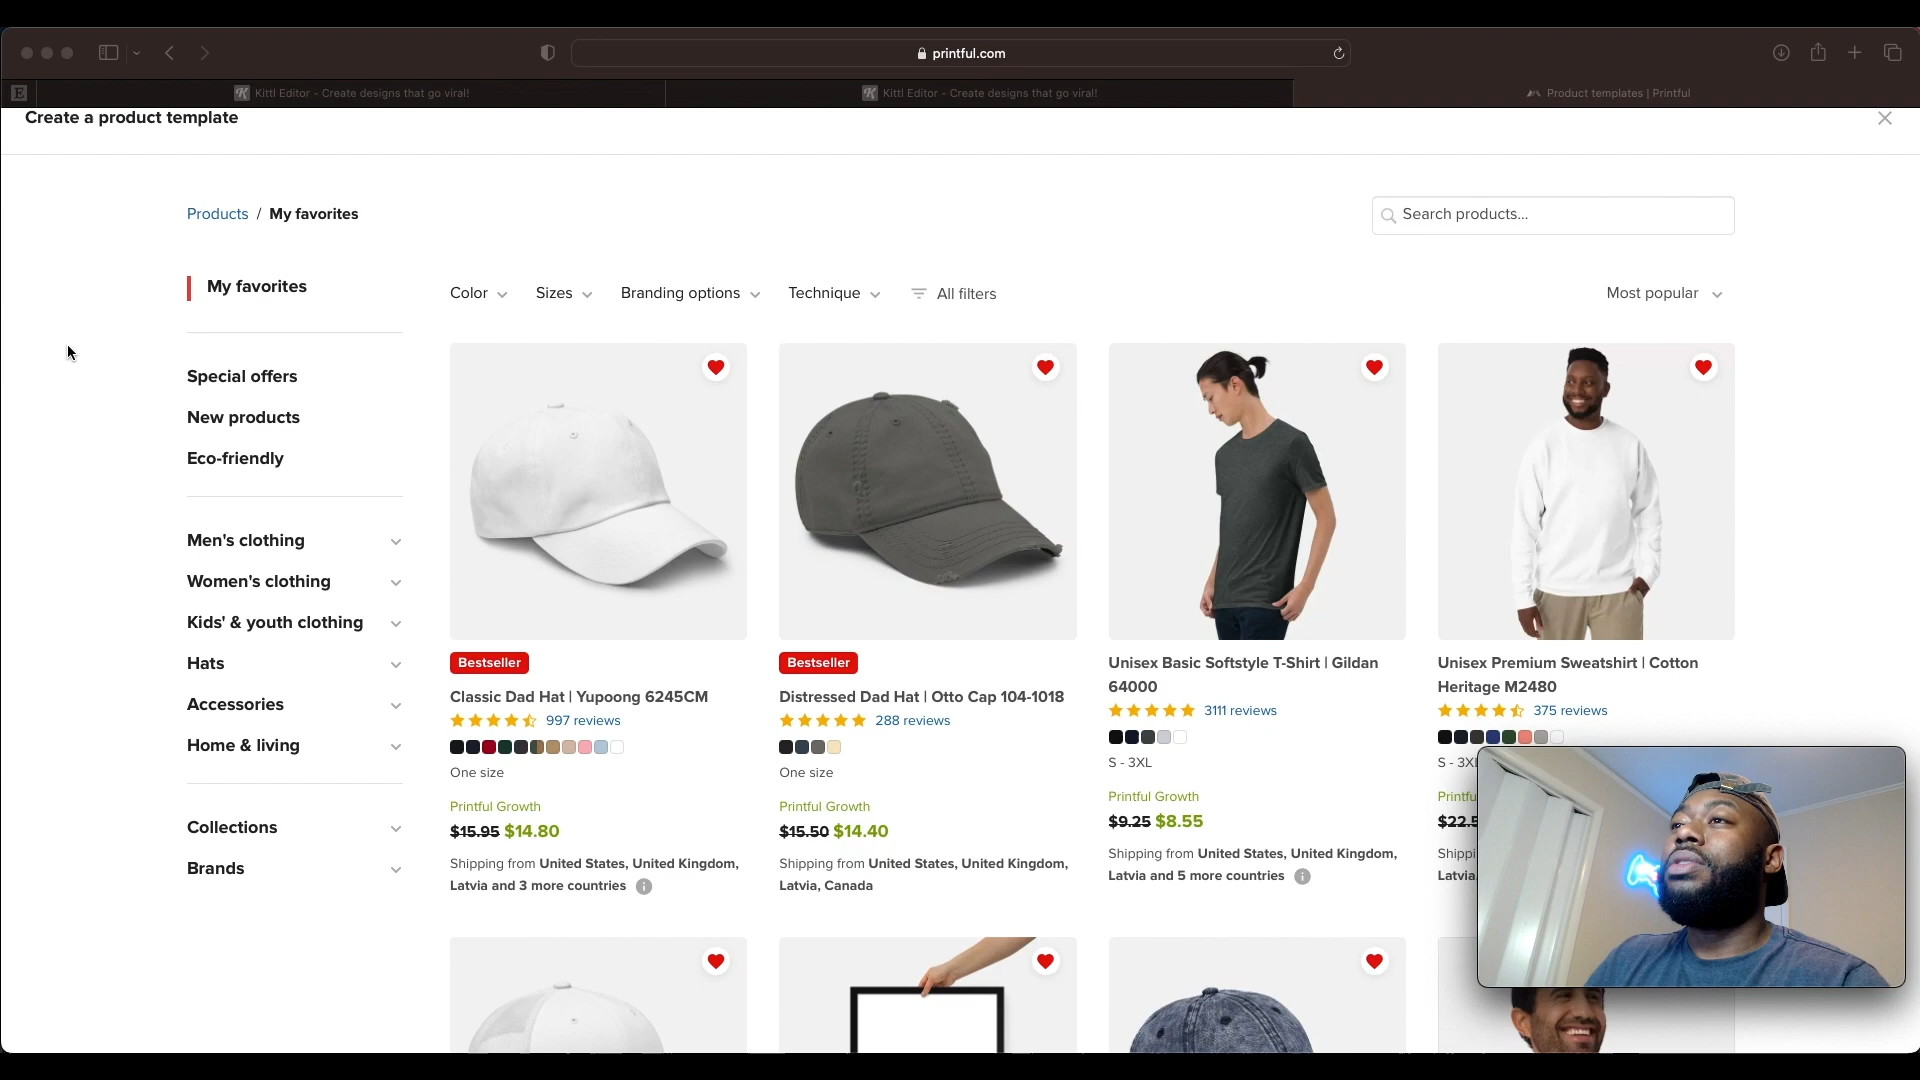 printful.com
Kittl Editor - Create designs that go viral!
Kittl Editor - Create designs that go viral!
Product templates | Printful
Create a product template
Products / My favorites
Search products...
My favorites
Color
Sizes
Branding options
Technique
All filters
Most popular
Special offers
New products
Eco-friendly
Men's clothing
Women's clothing
Kids' & youth clothing
Hats
Accessories
Home & living
Collections
Brands
Bestseller
Classic Dad Hat | Yupoong 6245CM
997 reviews
One size
Printful Growth
$15.95 $14.80
Shipping from United States, United Kingdom,
Latvia and 3 more countries
Bestseller
Distressed Dad Hat | Otto Cap 104-1018
288 reviews
One size
Printful Growth
$15.50 $14.40
Shipping from United States, United Kingdom,
Latvia, Canada
Unisex Basic Softstyle T-Shirt | Gildan
64000
3111 reviews
S - 3XL
Printful Growth
$9.25 $8.55
Shipping from United States, United Kingdom,
Latvia and 5 more countries
Unisex Premium Sweatshirt | Cotton
Heritage M2480
375 reviews
S - 3X
Printfu
$22.5
Shippi
Latvia